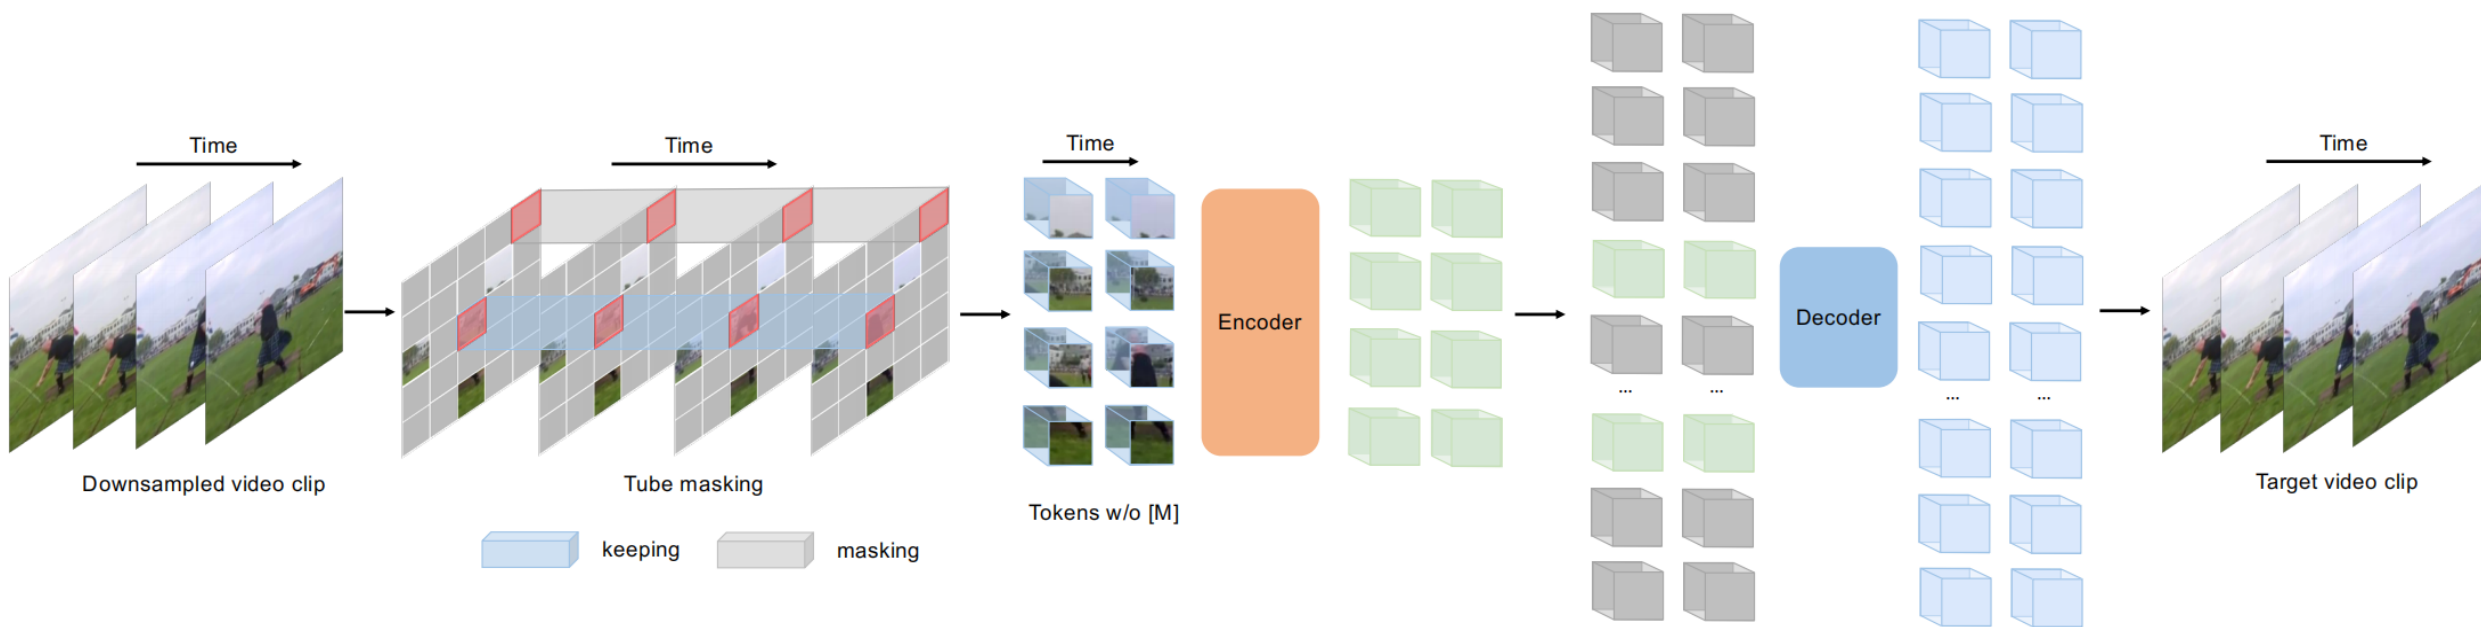 Time
Time
Time
Time
Encoder
Decoder
...
...
...
...
Downsampled video clip
Tube masking
Tokens w/o [M]
Target video clip
keeping
masking